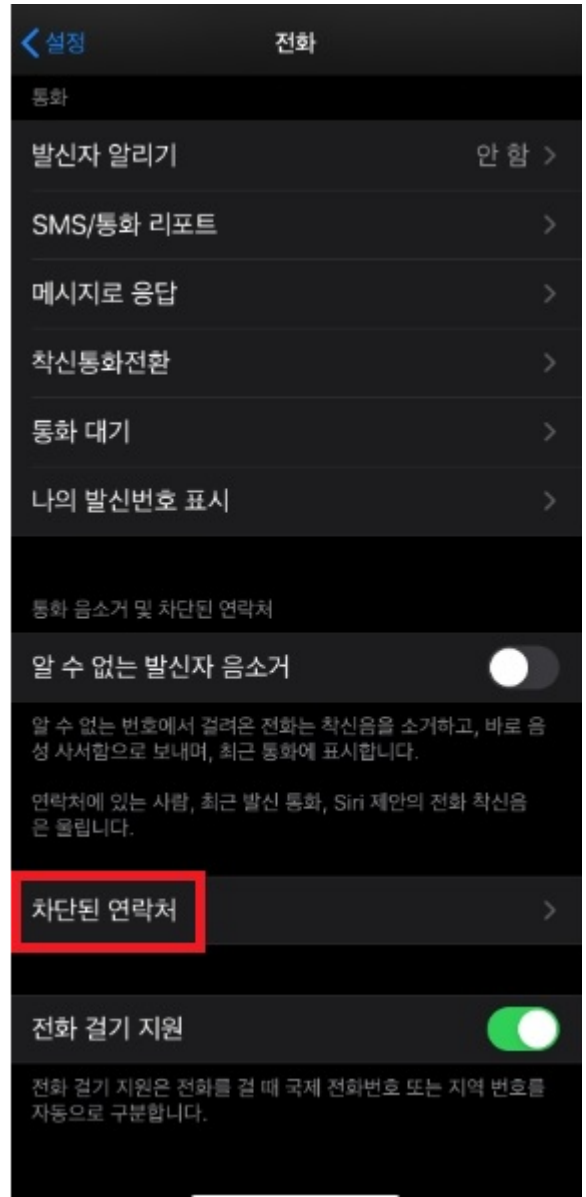 설정
전화
통화
발신자 알리기 안 함
SMS/통화 리포트
메시지로 응답
착신통화전환
통화 대기
나의 발신번호 표시
통화 음소거 및 차단된 연락처
알 수 없는 발신자 음소거
알 수 없는 번호에서 걸려온 전화는 착신음을 소거하고, 바로 음
성 사서함으로 보내며, 최근 통화에 표시합니다.
연락처에 있는 사람, 최근 발신 통화, Siri 제안의 전화 착신음
은 울립니다.
차단된 연락처
전화 걸기 지원
전화 걸기 지원은 전화를 걸 때 국제 전화번호 또는 지역 번호를
자동으로 구분합니다.